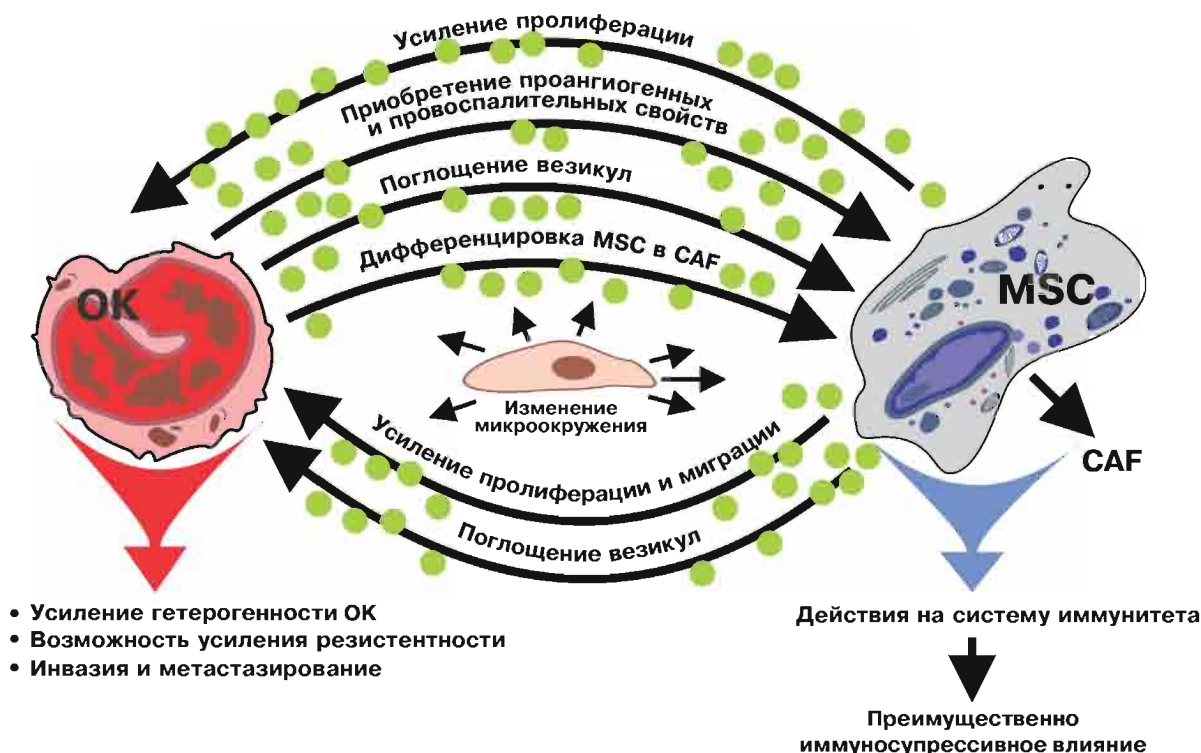 Усиление пролиферации
Приобретение проангиогенных
и провоспалительных свойств
Поглощение везикул
Дифференцировка MSC в CAF
ОК
MSC
Изменение
микроокружения
Усиление пролиферации и миграции
CAF
Поглощение везикул
• Усиление гетерогенности ОК
• Возможность усиления резистентности
• Инвазия и метастазирование
Действия на систему иммунитета
Преимущественно
иммуносупрессивное влияние